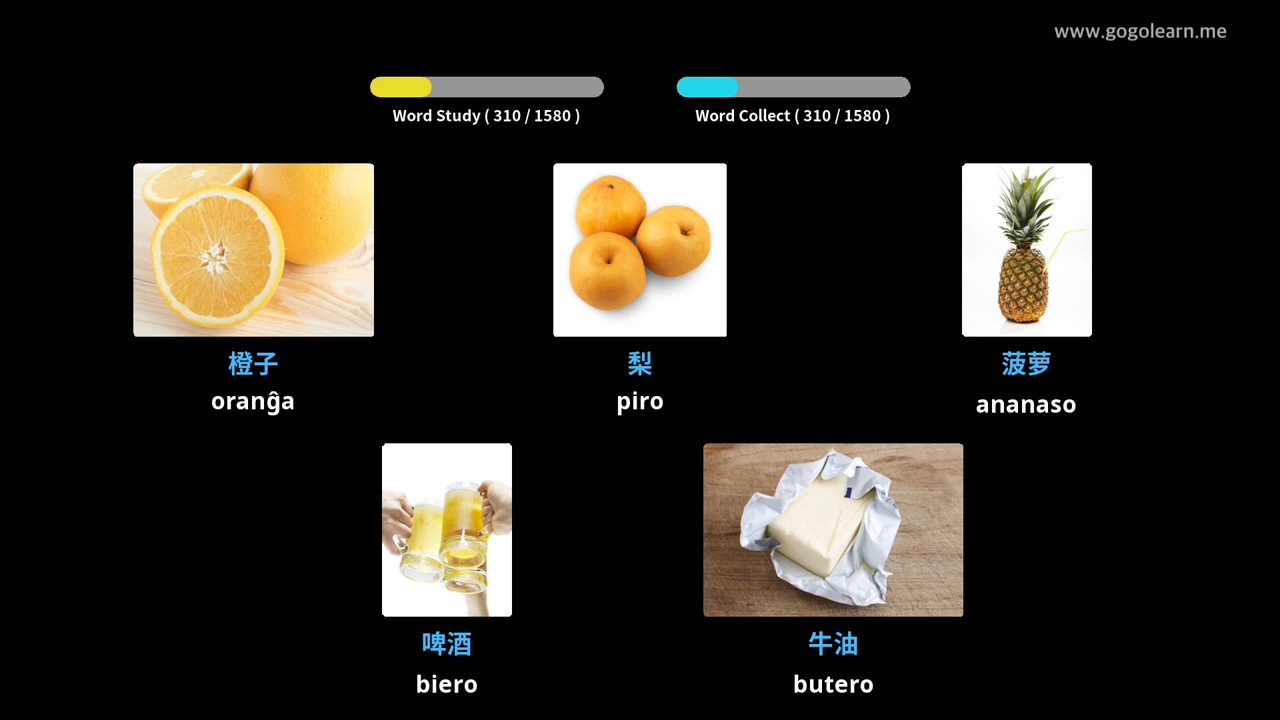 www.gogolearn.me
Word Study ( 310 / 1580 )
Word Collect ( 310 / 1580 )
橙子
oranĝa
梨
piro
菠萝
ananaso
啤酒
biero
牛油
butero